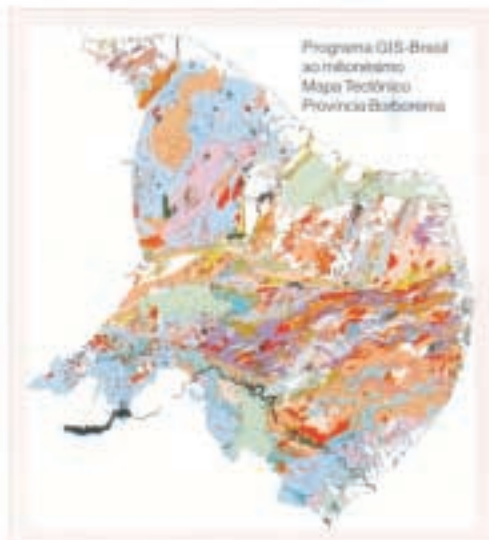 Programa GIS-Brasil
ao milionésimo
Mapa Tectônico
Província Borborema